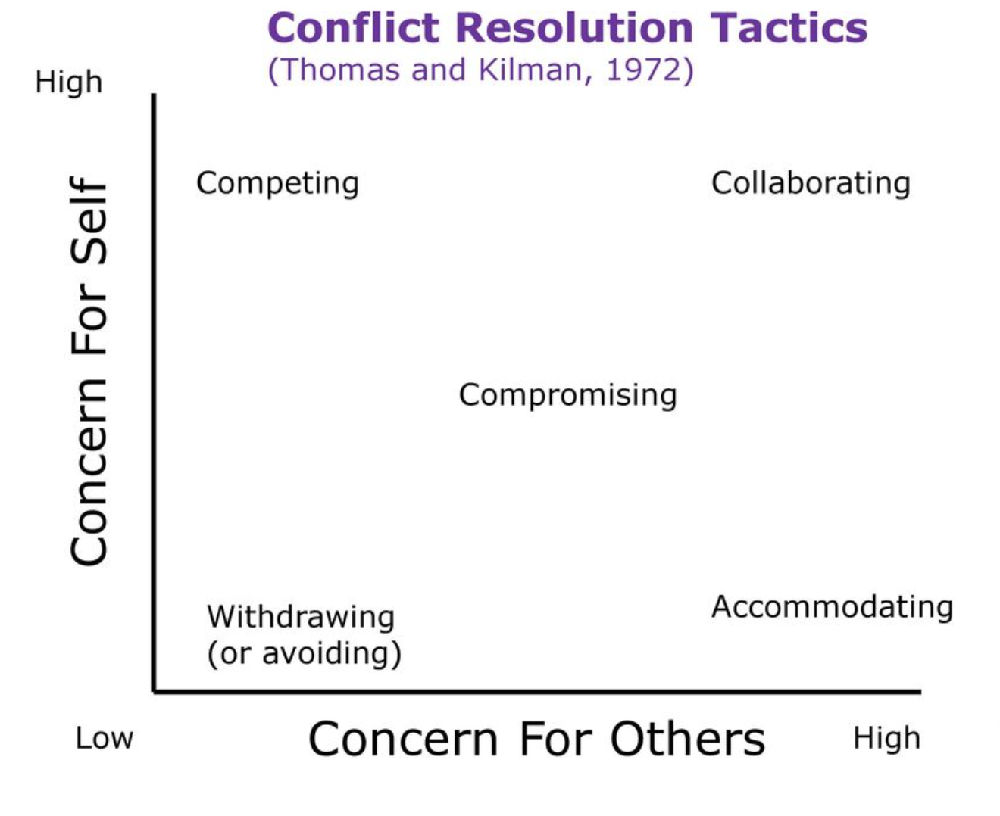 Conflict Resolution Tactics
(Thomas and Kilman, 1972)
High
Concern For Self
Competing
Collaborating
Compromising
Withdrawing
(or avoiding)
Accommodating
Low
Concern For Others
High